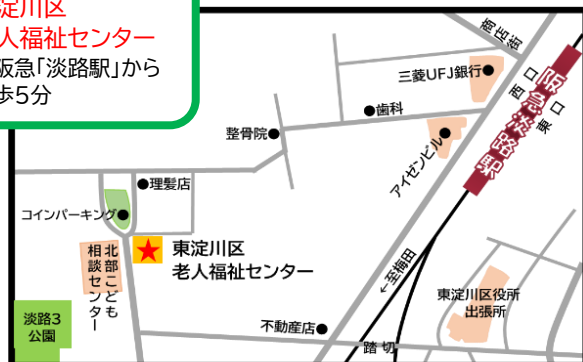 淀川区
人福祉センター
阪急「淡路駅」から
歩5分
商店街
三菱UFJ銀行
西口
阪急淡路駅
東口
歯科
整骨院
アイゼンビル
理髪店
コインパーキング
東淀川区
老人福祉センター
北部こども
相談センター
←至梅田
東淀川区役所
出張所
淡路3
公園
不動産店
踏切